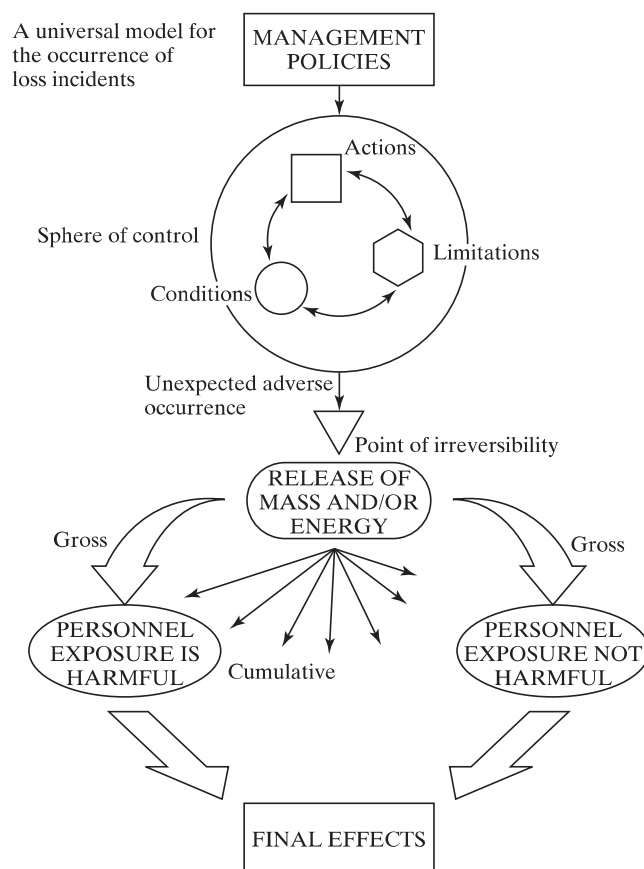 A universal model for
the occurrence of
loss incidents
MANAGEMENT
POLICIES
Actions
Sphere of control
Limitations
Conditions
Unexpected adverse
occurrence
Point of irreversibility
RELEASE OF
MASS AND/OR
ENERGY
Gross
Gross
PERSONNEL
EXPOSURE IS
HARMFUL
Cumulative
PERSONNEL
EXPOSURE NOT
HARMFUL
FINAL EFFECTS